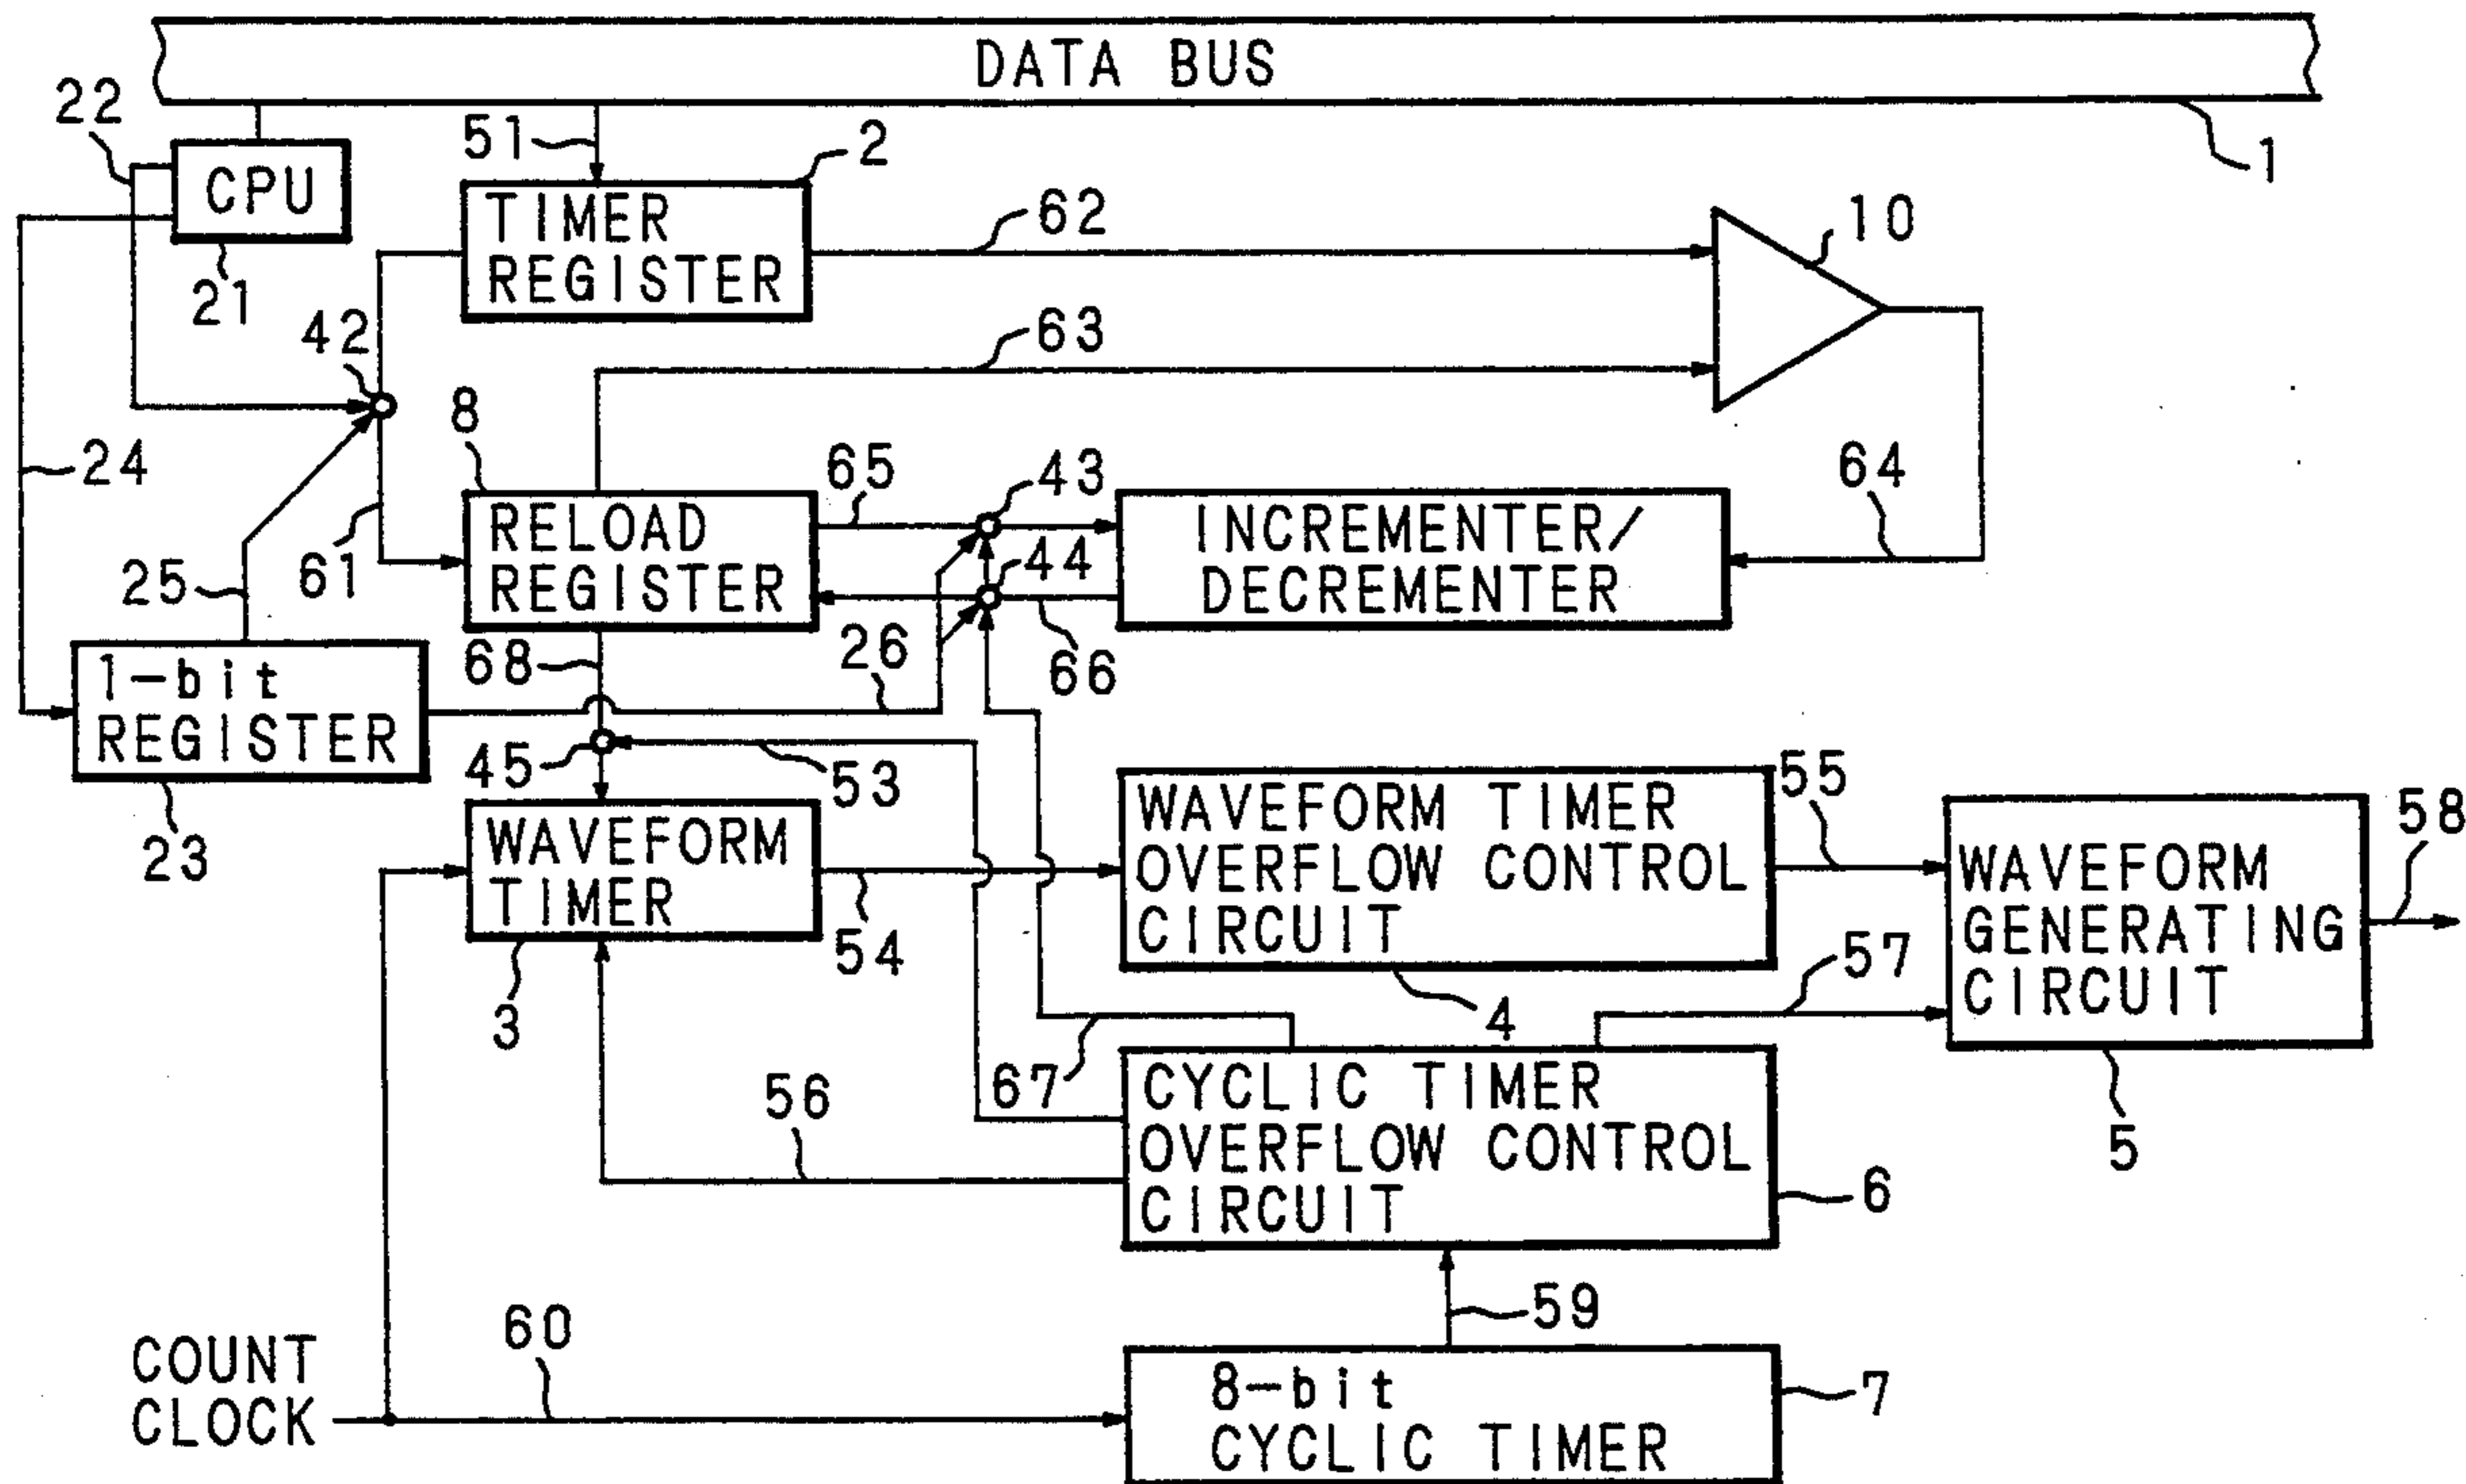 DATA BUS
22
51
2
1
CPU
TIMER
REGISTER
62
10
21
42
63
8
24
65
43
64
RELOAD
REGISTER
INCREMENTER/
DECREMENTER
44
25
61
26
66
68
1-bit
REGISTER
45
53
55
58
23
WAVEFORM
TIMER
WAVEFORM TIMER
OVERFLOW CONTROL
CIRCUIT
WAVEFORM
GENERATING
CIRCUIT
54
57
3
4
67
56
CYCLIC TIMER
OVERFLOW CONTROL
CIRCUIT
5
6
59
60
COUNT
CLOCK
8-bit
CYCLIC TIMER
7